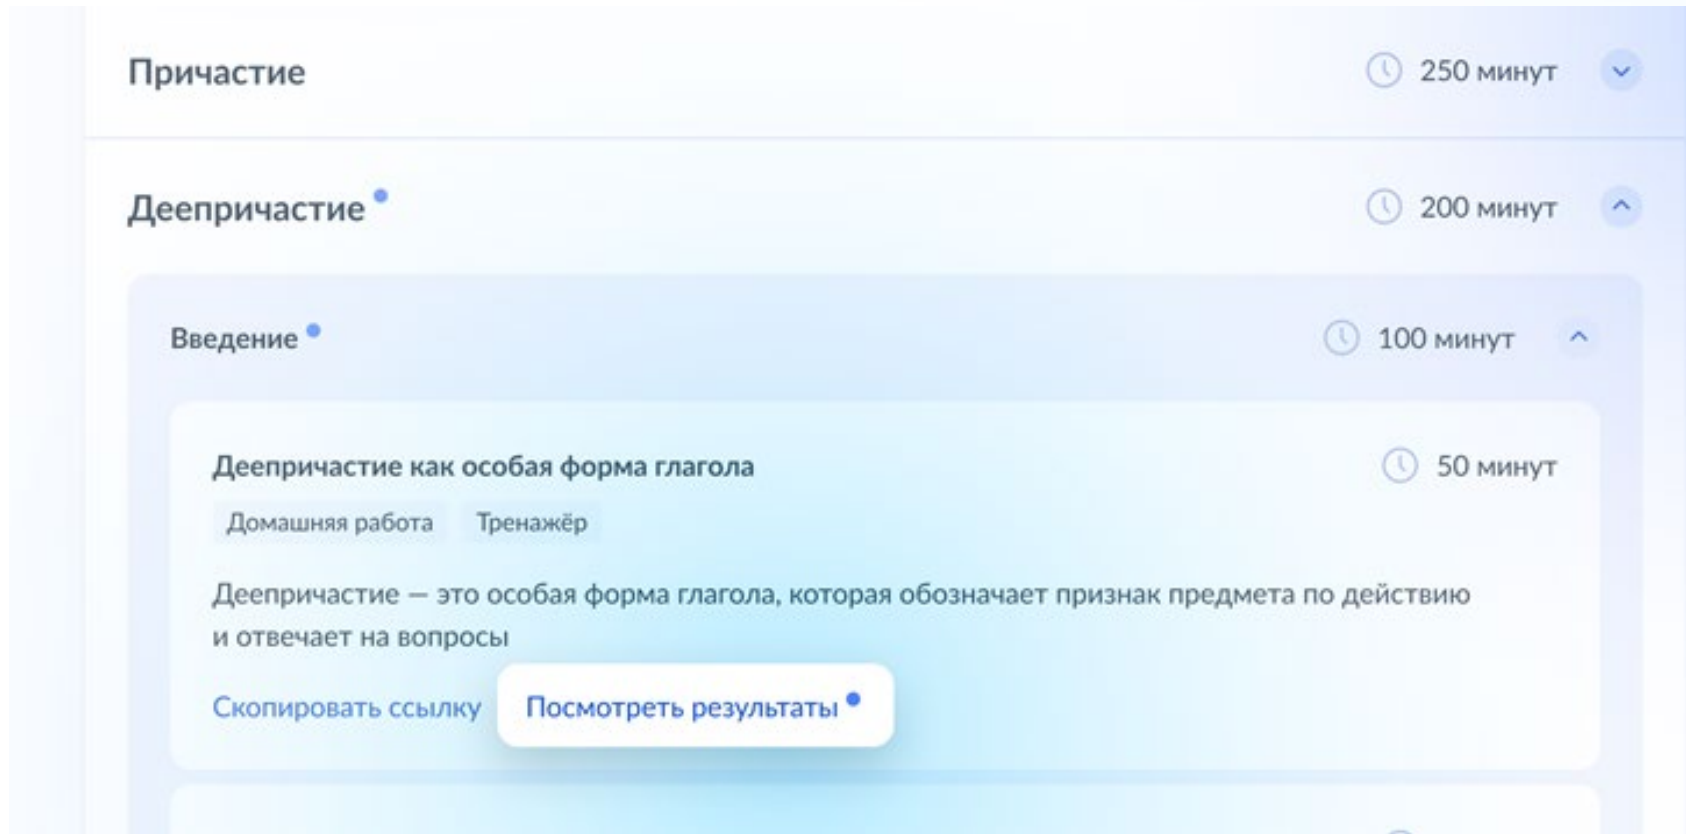 Причастие 250 минут
Деепричастие 200 минут
Введение 100 минут
Деепричастие как особая форма глагола 50 минут
Домашняя работа Тренажёр
Деепричастие — это особая форма глагола, которая обозначает признак предмета по действию
и отвечает на вопросы
Скопировать ссылку Посмотреть результаты